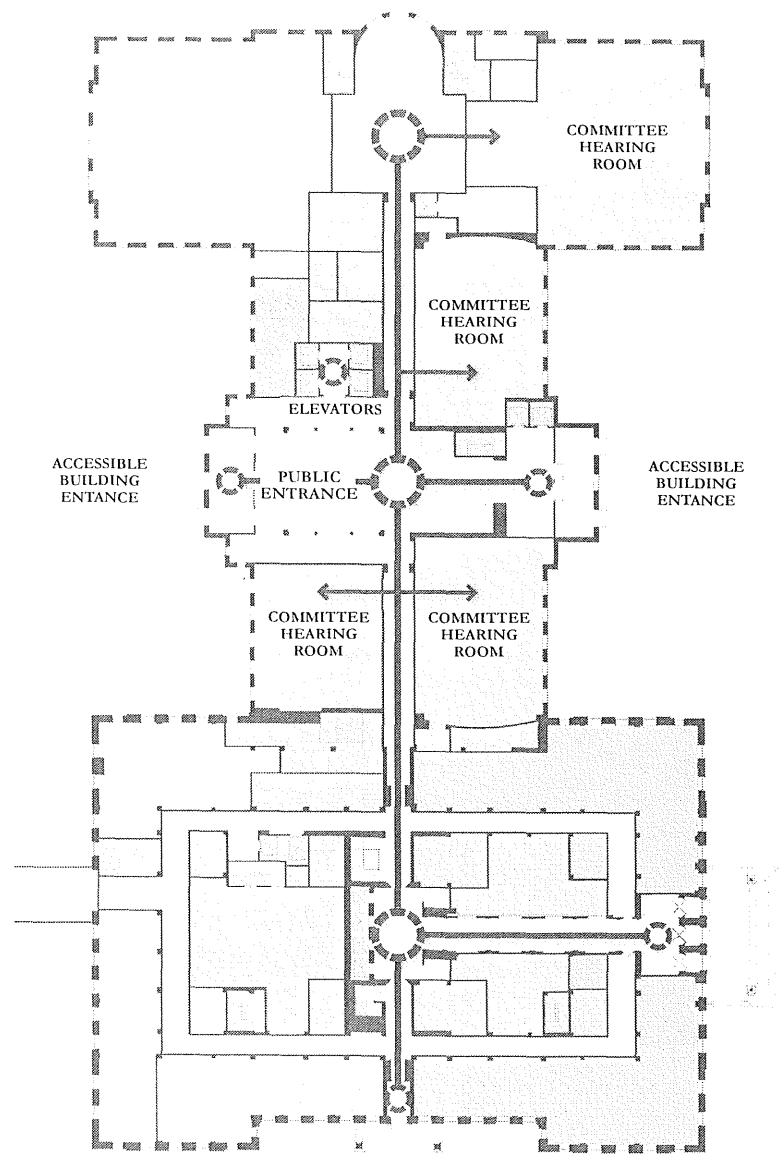 COMMITTEE
HEARING
ROOM
COMMITTEE
HEARING
ROOM
ELEVATORS
ACCESSIBLE
BUILDING
ENTANCE
PUBLIC
ENTRANCE
ACCESSIBLE
BUILDING
ENTANCE
COMMITTEE
HEARING
ROOM
COMMITTEE
HEARING
ROOM